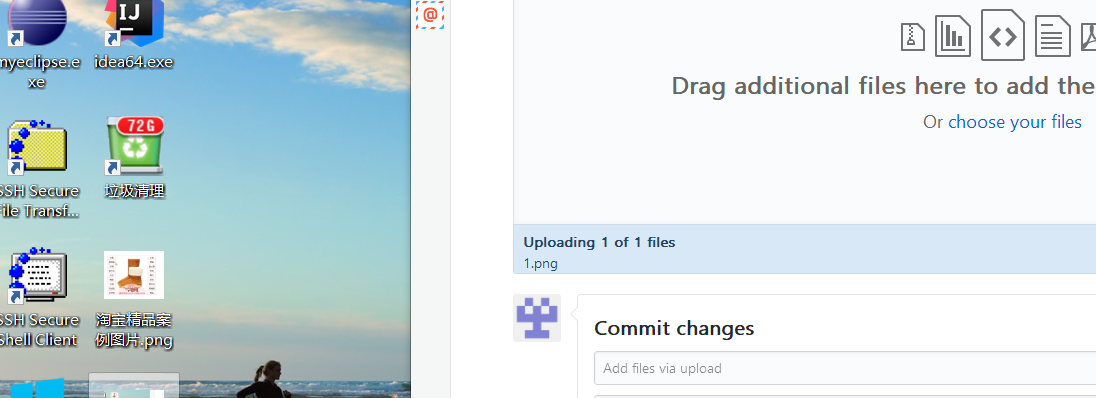 IJ
myeclipse.e
xe
idea64.exe
72G
SSH Secure
File Transf...
垃圾清理
SSH Secure
Shell Client
淘宝精品案
例图片.png
@
Drag additional files here to add the
Or choose your files
Uploading 1 of 1 files
1.png
Commit changes
Add files via upload